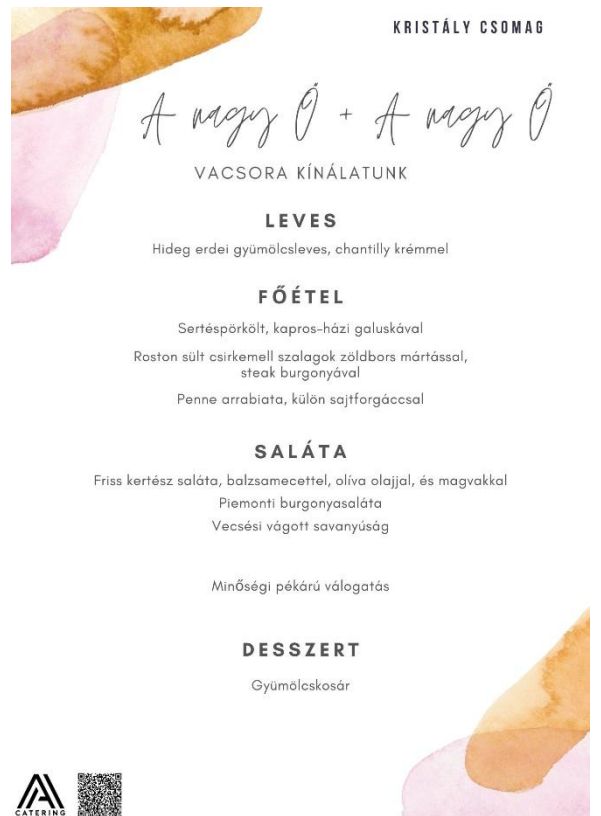 KRISTÁLY CSOMAG
A nagy Ő + A nagy Ő
VACSORA KÍNÁLATUNK
LEVES
Hideg erdei gyümölcsleves, chantilly krémmel
FŐÉTEL
Sertéspörkölt, kapros-házi galuskával
Roston sült csirkemell szalagok zöldbors mártással,
steak burgonyával
Penne arrabiata, külön sajtforgáccsal
SALÁTA
Friss kertész saláta, balzsamecettel, olíva olajjal, és magvakkal
Piemonti burgonyasaláta
Vecsési vágott savanyúság
Minőségi pékárú válogatás
DESSZERT
Gyümölcskosár
CATERING